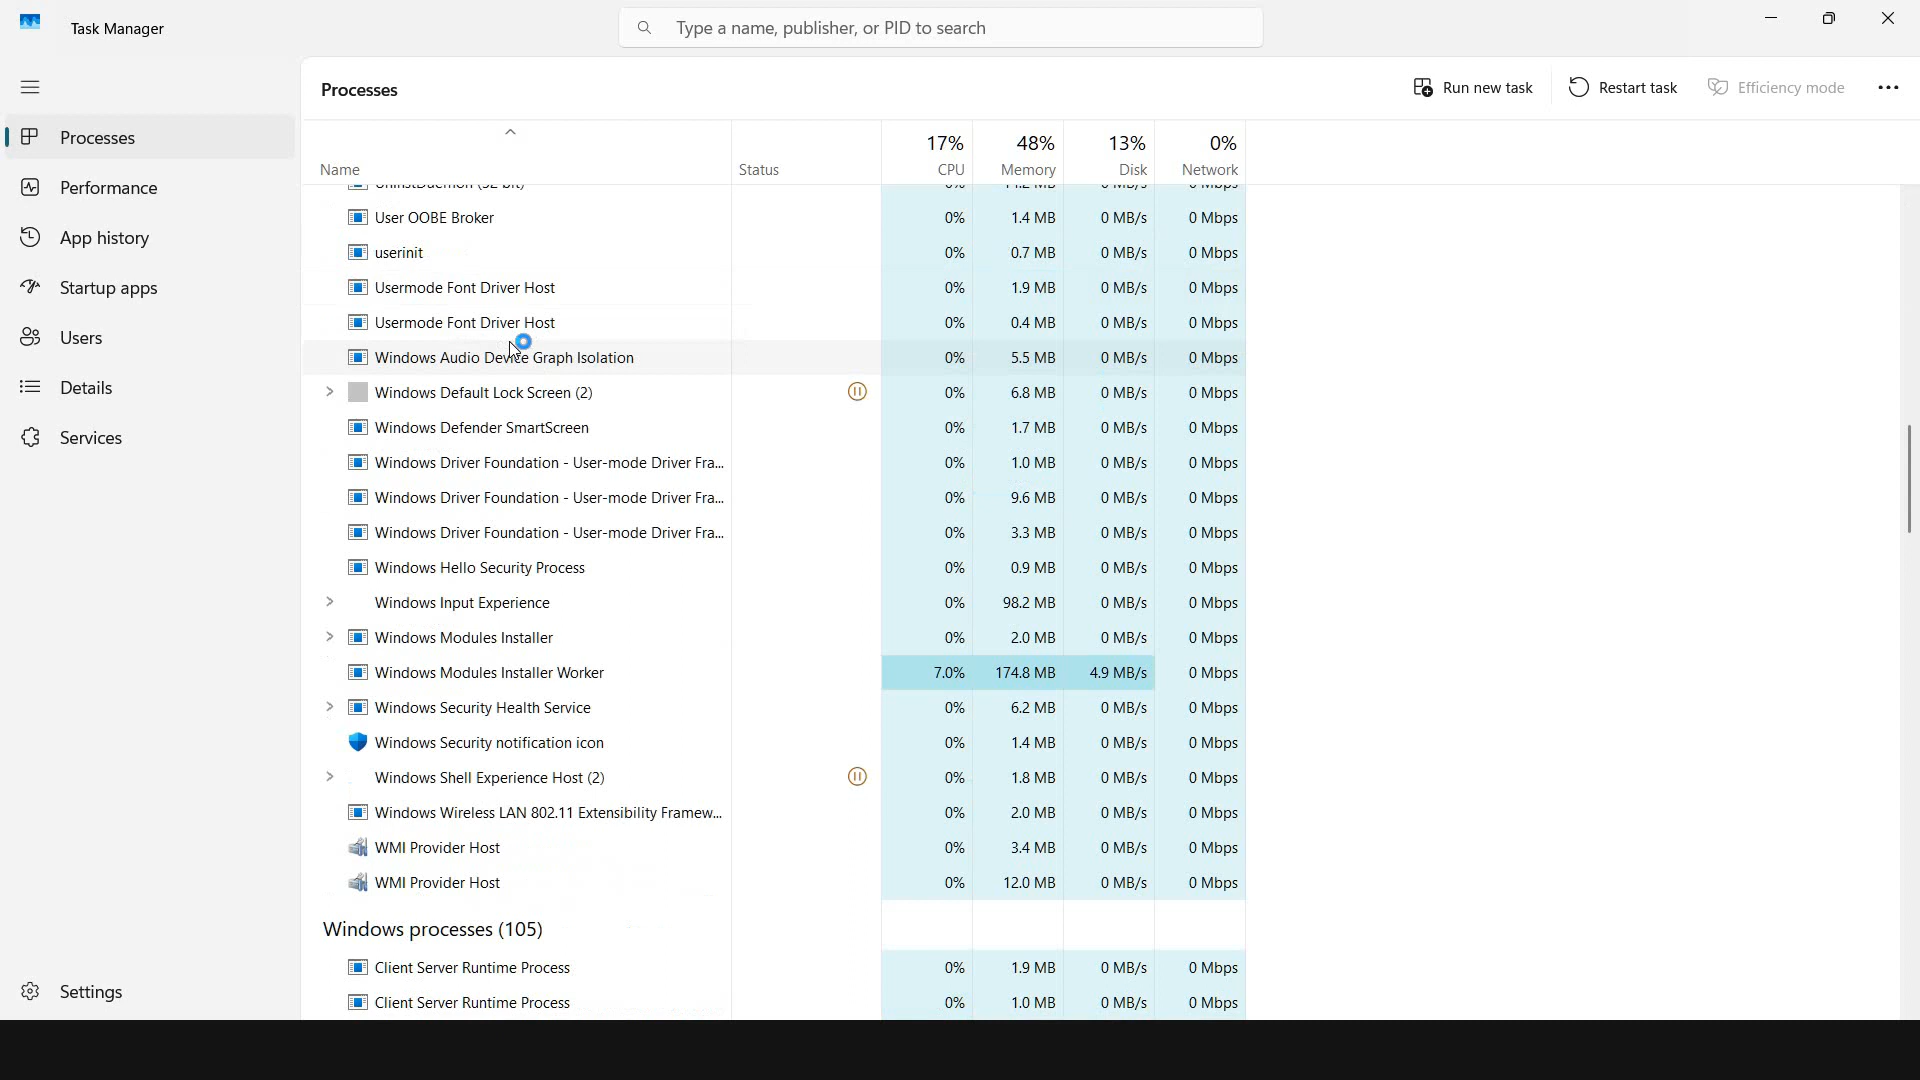 Task Manager
Type a name, publisher, or PID to search
Processes
Run new task
Restart task
Efficiency mode
Processes
Performance
App history
Startup apps
Users
Details
Services
Settings
17% 48% 13% 0%
Name Status CPU Memory Disk Network
User OOBE Broker 0% 1.4 MB 0 MB/s 0 Mbps
userinit 0% 0.7 MB 0 MB/s 0 Mbps
Usermode Font Driver Host 0% 1.9 MB 0 MB/s 0 Mbps
Usermode Font Driver Host 0% 0.4 MB 0 MB/s 0 Mbps
Windows Audio Device Graph Isolation 0% 5.5 MB 0 MB/s 0 Mbps
Windows Default Lock Screen (2) 0% 6.8 MB 0 MB/s 0 Mbps
Windows Defender SmartScreen 0% 1.7 MB 0 MB/s 0 Mbps
Windows Driver Foundation - User-mode Driver Fra... 0% 1.0 MB 0 MB/s 0 Mbps
Windows Driver Foundation - User-mode Driver Fra... 0% 9.6 MB 0 MB/s 0 Mbps
Windows Driver Foundation - User-mode Driver Fra... 0% 3.3 MB 0 MB/s 0 Mbps
Windows Hello Security Process 0% 0.9 MB 0 MB/s 0 Mbps
Windows Input Experience 0% 98.2 MB 0 MB/s 0 Mbps
Windows Modules Installer 0% 2.0 MB 0 MB/s 0 Mbps
Windows Modules Installer Worker 7.0% 174.8 MB 4.9 MB/s 0 Mbps
Windows Security Health Service 0% 6.2 MB 0 MB/s 0 Mbps
Windows Security notification icon 0% 1.4 MB 0 MB/s 0 Mbps
Windows Shell Experience Host (2) 0% 1.8 MB 0 MB/s 0 Mbps
Windows Wireless LAN 802.11 Extensibility Framew... 0% 2.0 MB 0 MB/s 0 Mbps
WMI Provider Host 0% 3.4 MB 0 MB/s 0 Mbps
WMI Provider Host 0% 12.0 MB 0 MB/s 0 Mbps
Windows processes (105)
Client Server Runtime Process 0% 1.9 MB 0 MB/s 0 Mbps
Client Server Runtime Process 0% 1.0 MB 0 MB/s 0 Mbps